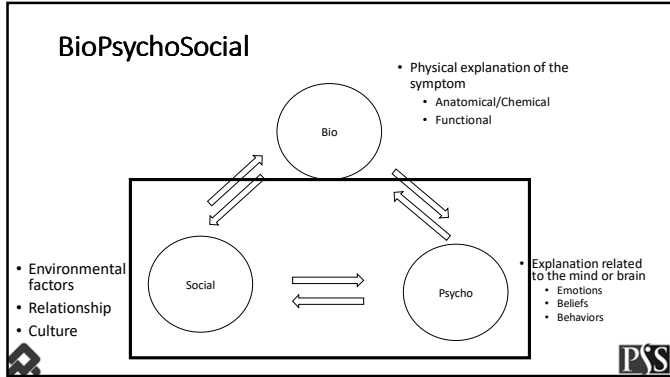 BioPsychoSocial
• Physical explanation of the
symptom
• Anatomical/Chemical
• Functional
Bio
• Environmental
factors
• Relationship
• Culture
Social
Psycho
• Explanation related
to the mind or brain
• Emotions
• Beliefs
• Behaviors
PSS